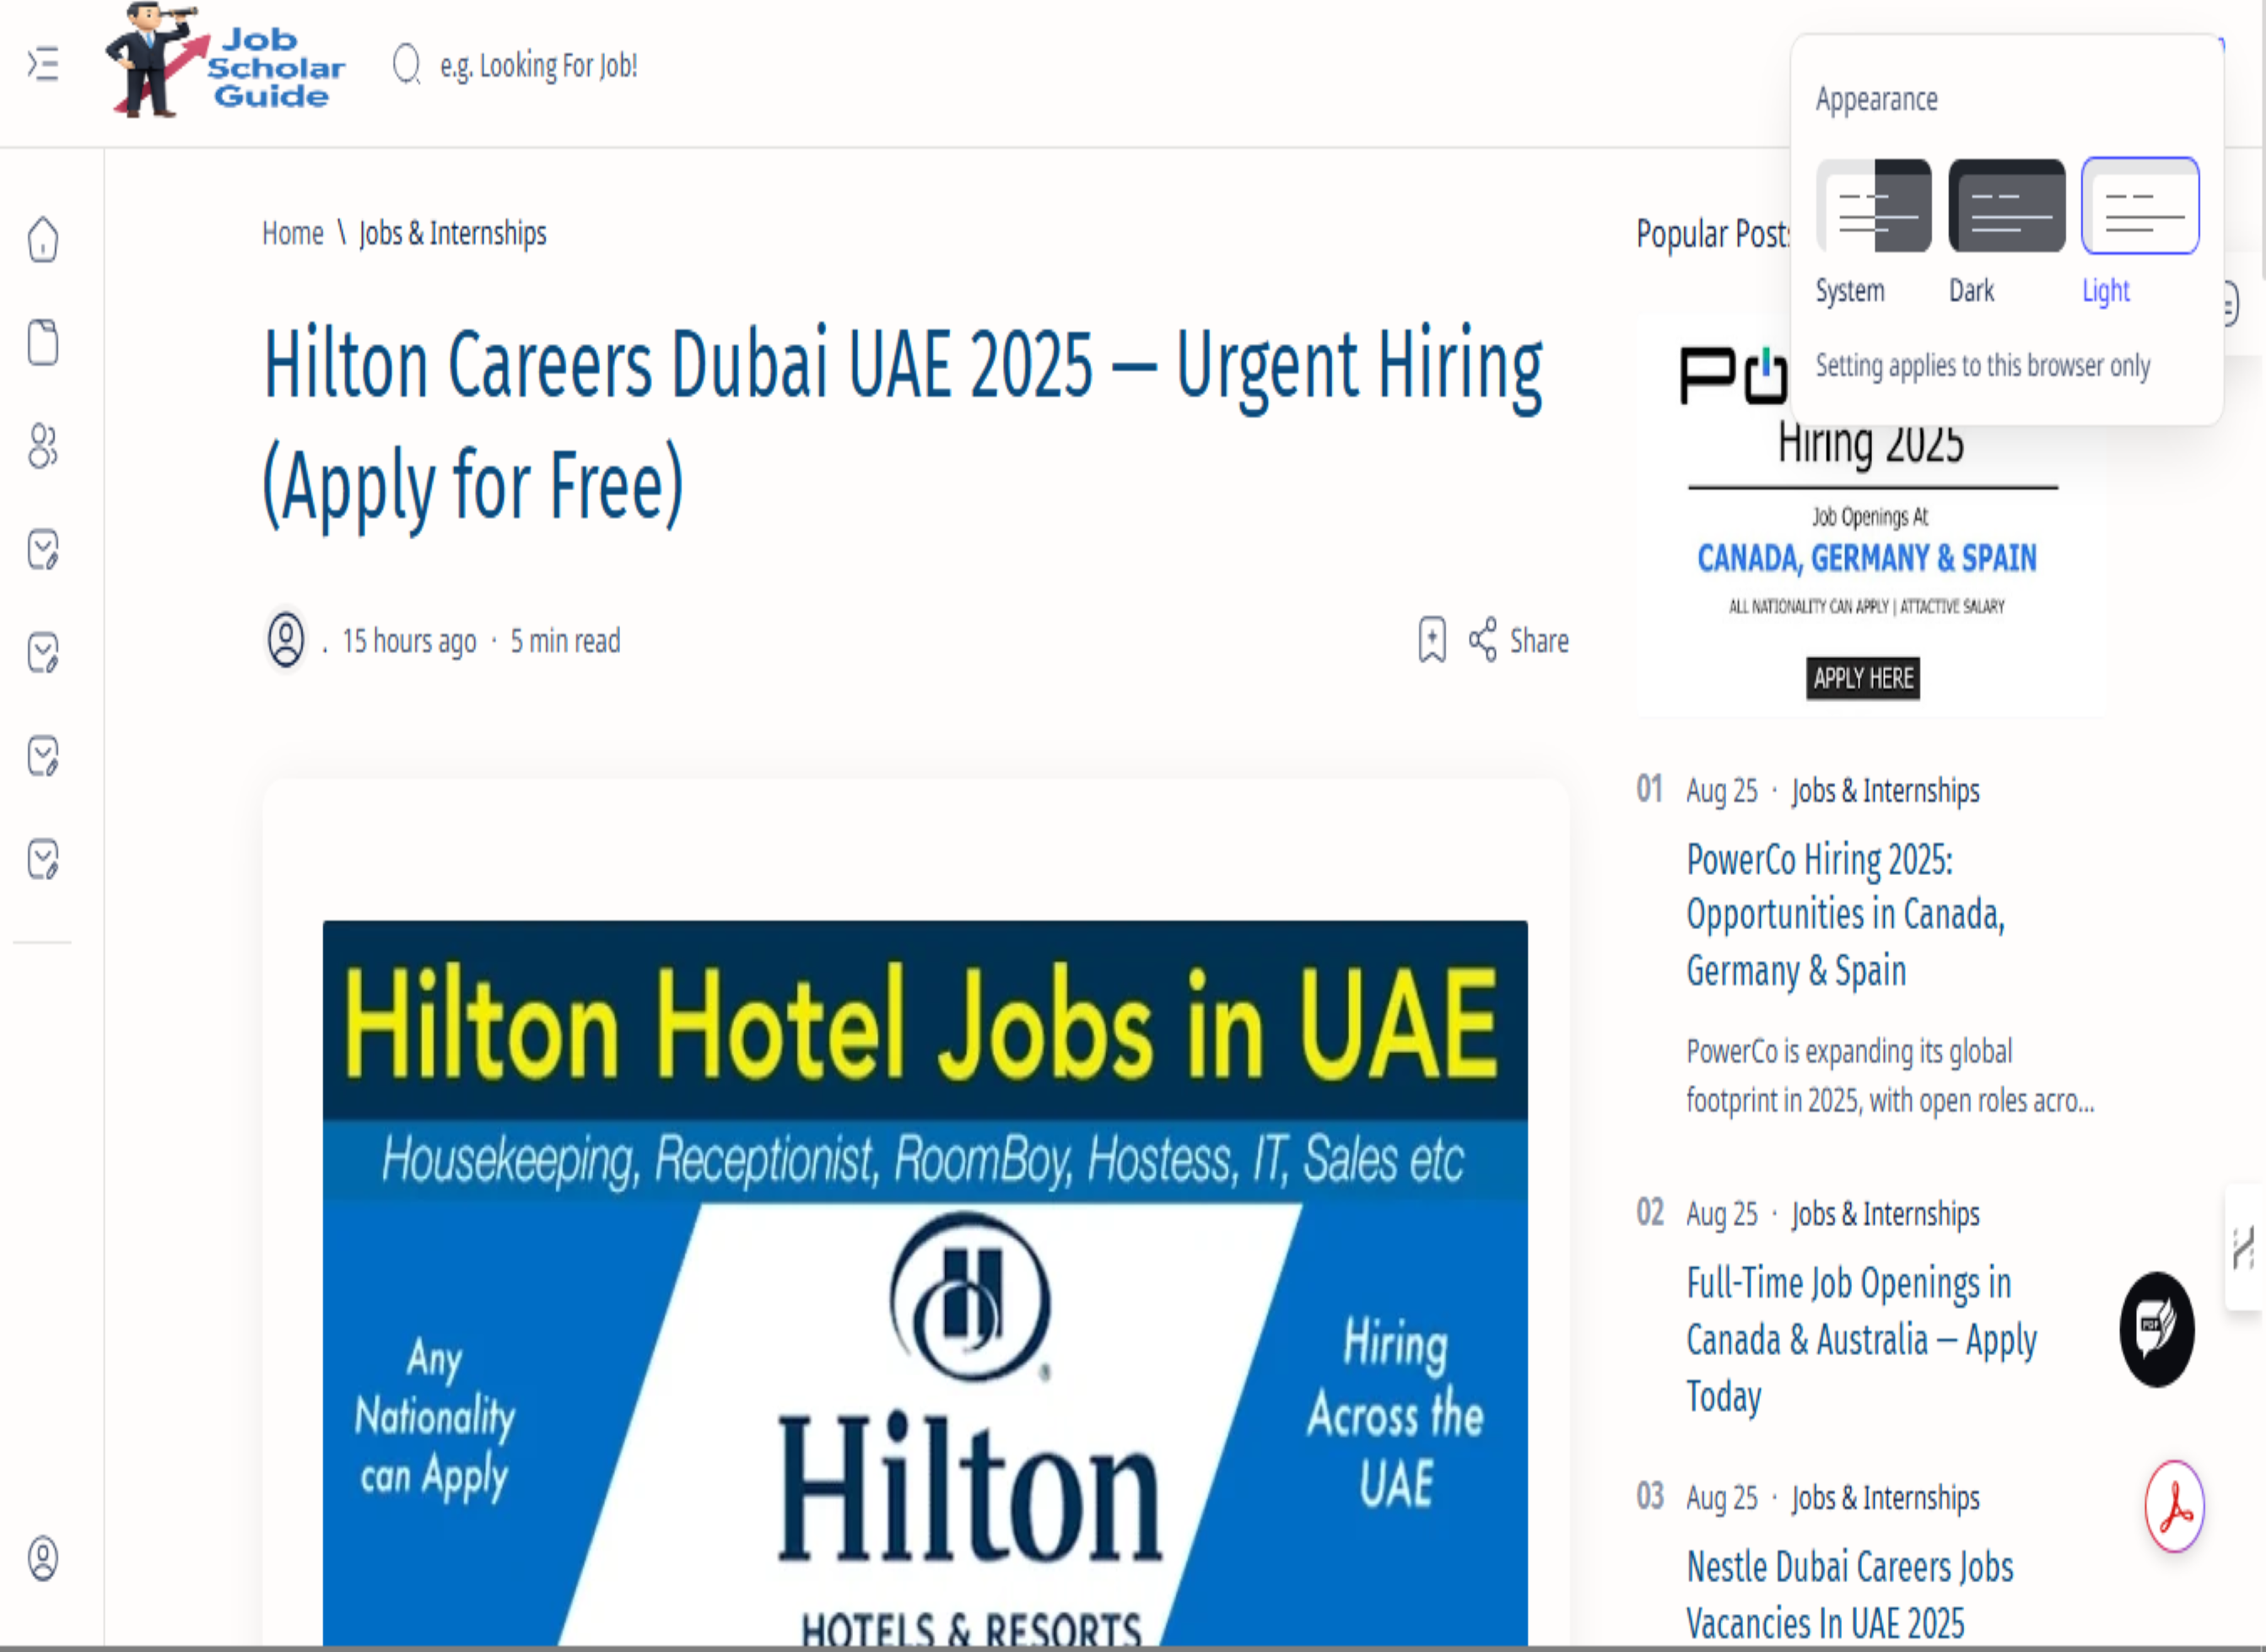 Job
Scholar
Guide
e.g. Looking For Job!
Appearance
System
Dark
Light
Setting applies to this browser only
Home \ Jobs & Internships
Hilton Careers Dubai UAE 2025 – Urgent Hiring
(Apply for Free)
. 15 hours ago · 5 min read
Share
Hilton Hotel Jobs in UAE
Housekeeping, Receptionist, RoomBoy, Hostess, IT, Sales etc
Any
Nationality
can Apply
Hilton
HOTELS & RESORTS
Hiring
Across the
UAE
Popular Posts
Hiring 2025
Job Openings At
CANADA, GERMANY & SPAIN
ALL NATIONALITY CAN APPLY | ATTACTIVE SALARY
APPLY HERE
01 Aug 25 · Jobs & Internships
PowerCo Hiring 2025:
Opportunities in Canada,
Germany & Spain
PowerCo is expanding its global
footprint in 2025, with open roles acro...
02 Aug 25 · Jobs & Internships
Full-Time Job Openings in
Canada & Australia – Apply
Today
03 Aug 25 · Jobs & Internships
Nestle Dubai Careers Jobs
Vacancies In UAE 2025
PDF